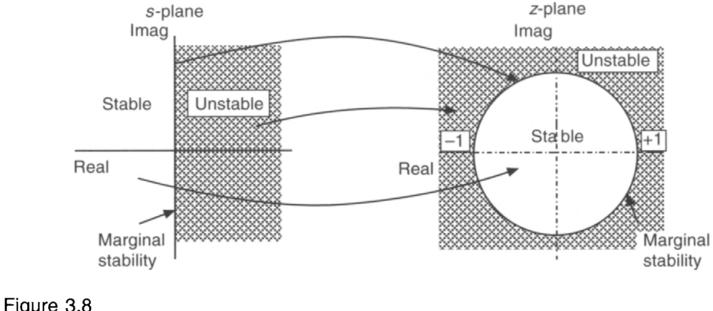 s-plane
Imag
z-plane
Imag
Unstable
Stable
Unstable
−1
Stable
+1
Real
Real
Marginal
stability
Marginal
stability
Figure 3.8